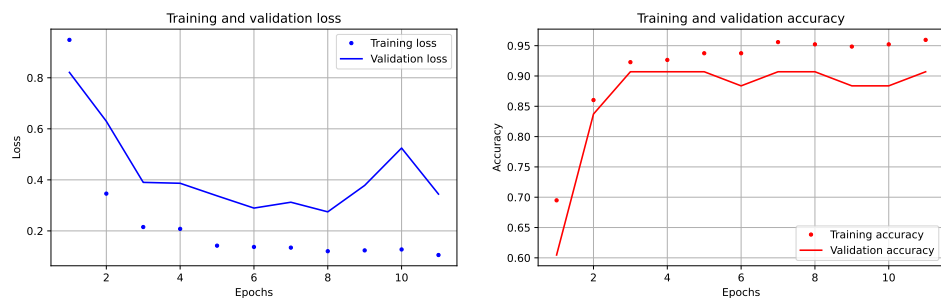 Training and validation loss
Training loss
Validation loss
Loss
0.8
0.6
0.4
0.2
2 4 6 8 10
Epochs
Training and validation accuracy
Accuracy
0.95
0.90
0.85
0.80
0.75
0.70
0.65
0.60
Training accuracy
Validation accuracy
2 4 6 8 10
Epochs